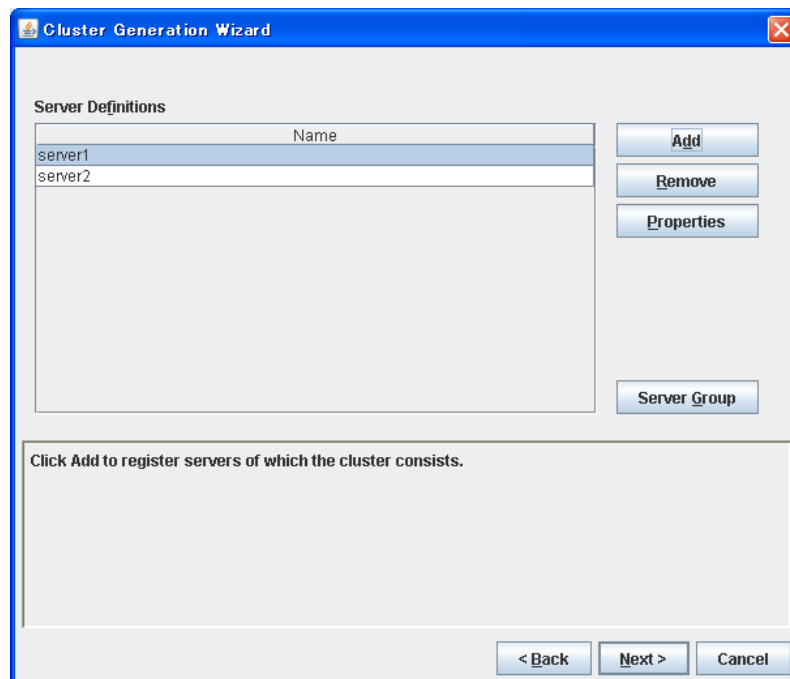 Cluster Generation Wizard
Server Definitions
Name
server1
server2
Add
Remove
Properties
Server Group
Click Add to register servers of which the cluster consists.
< Back
Next >
Cancel